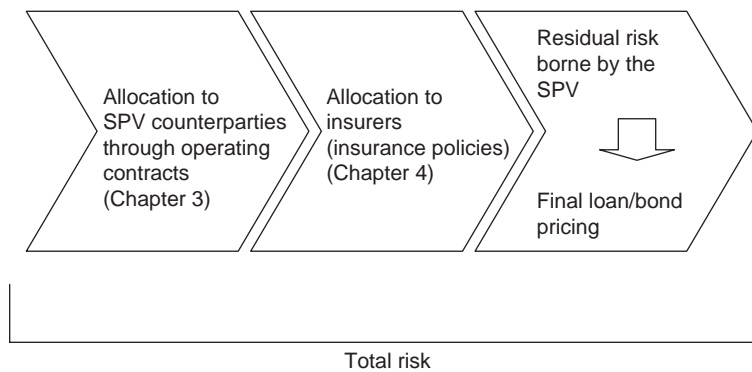 Allocation to
SPV counterparties
through operating
contracts
(Chapter 3)
Allocation to
insurers
(insurance policies)
(Chapter 4)
Residual risk
borne by the
SPV
Final loan/bond
pricing
Total risk